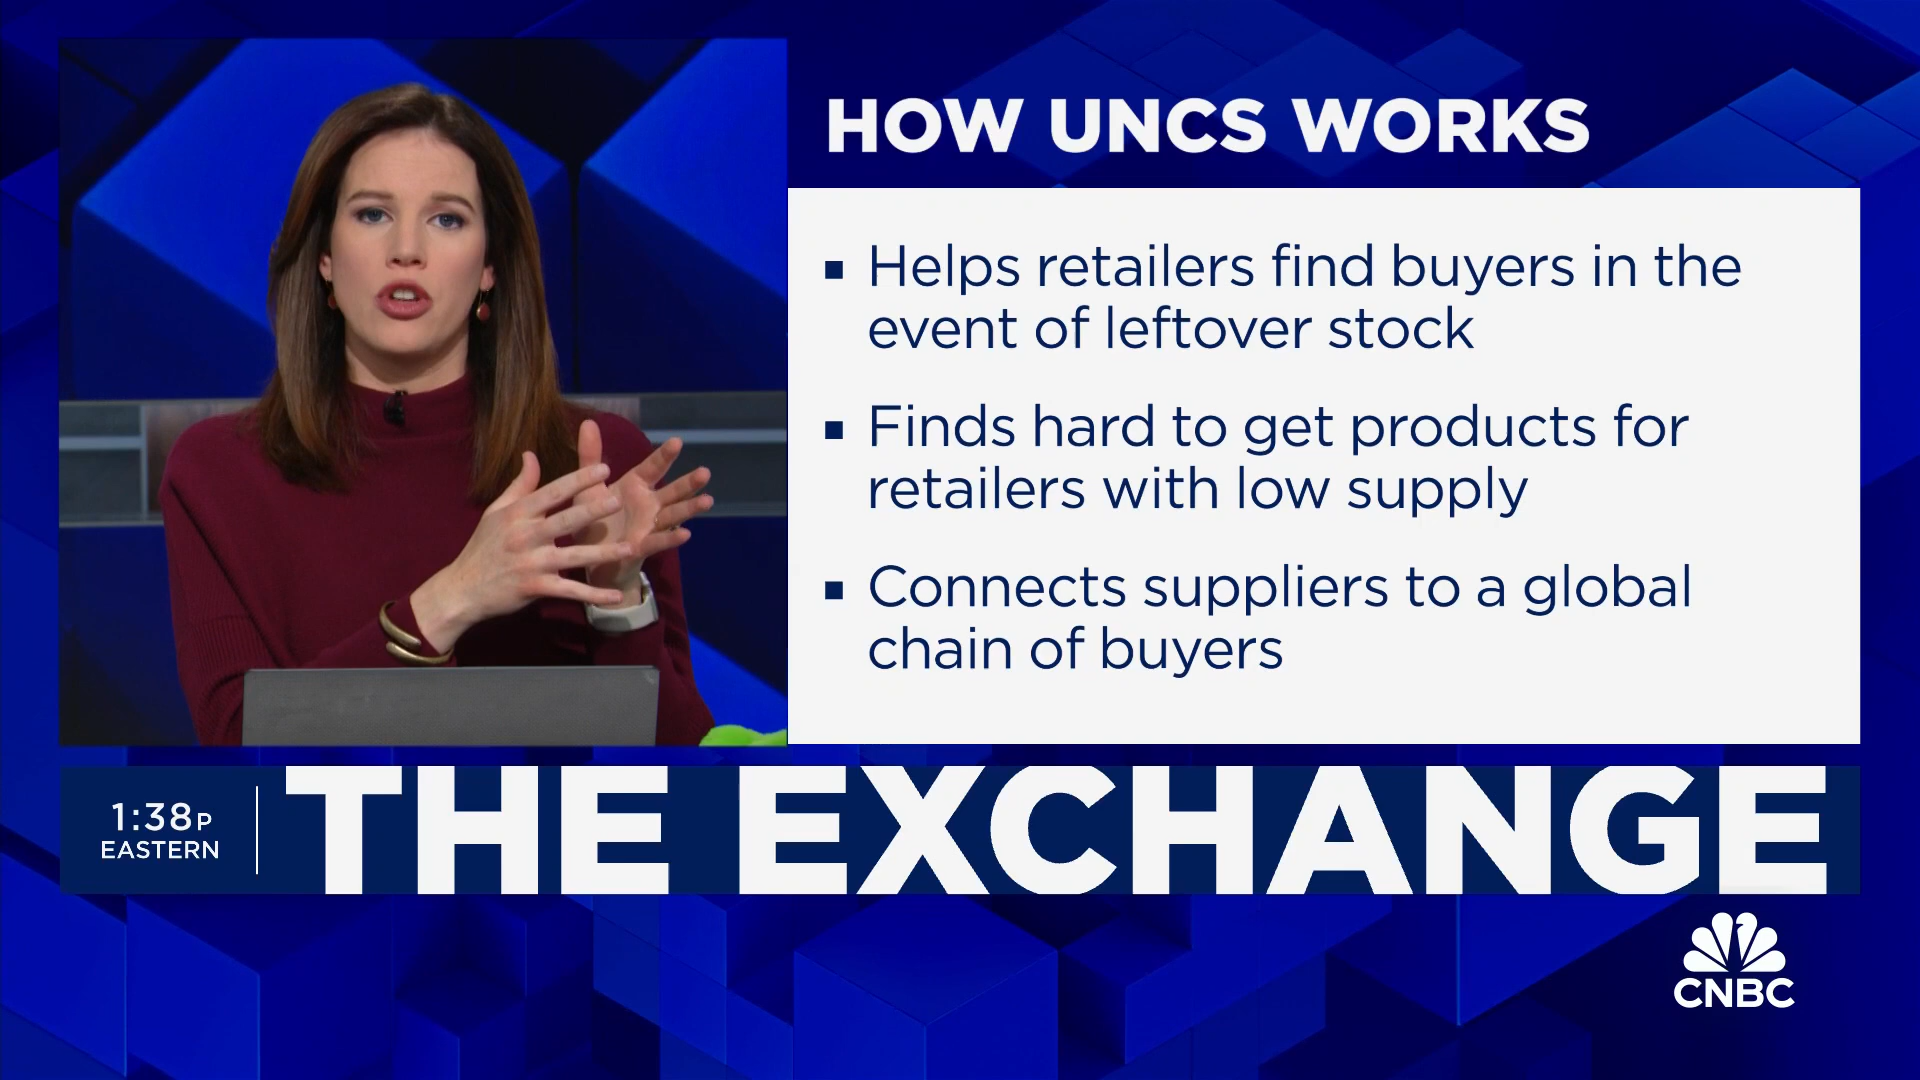 HOW UNCS WORKS
▪ Helps retailers find buyers in the
event of leftover stock
▪ Finds hard to get products for
retailers with low supply
▪ Connects suppliers to a global
chain of buyers
1:38P
EASTERN
THE EXCHANGE
CNBC